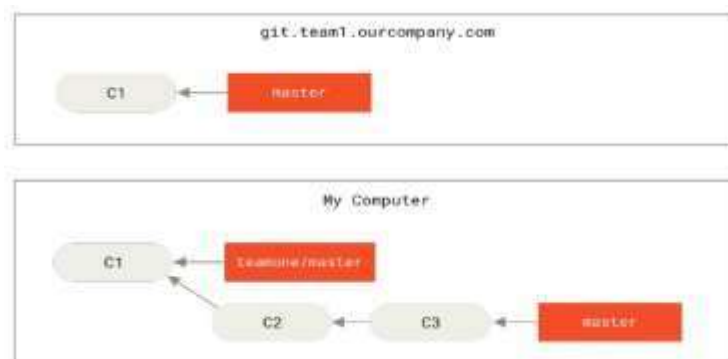 git.team1.ourcompany.com
C1
master
My Computer
C1
teamone/master
C2
C3
master